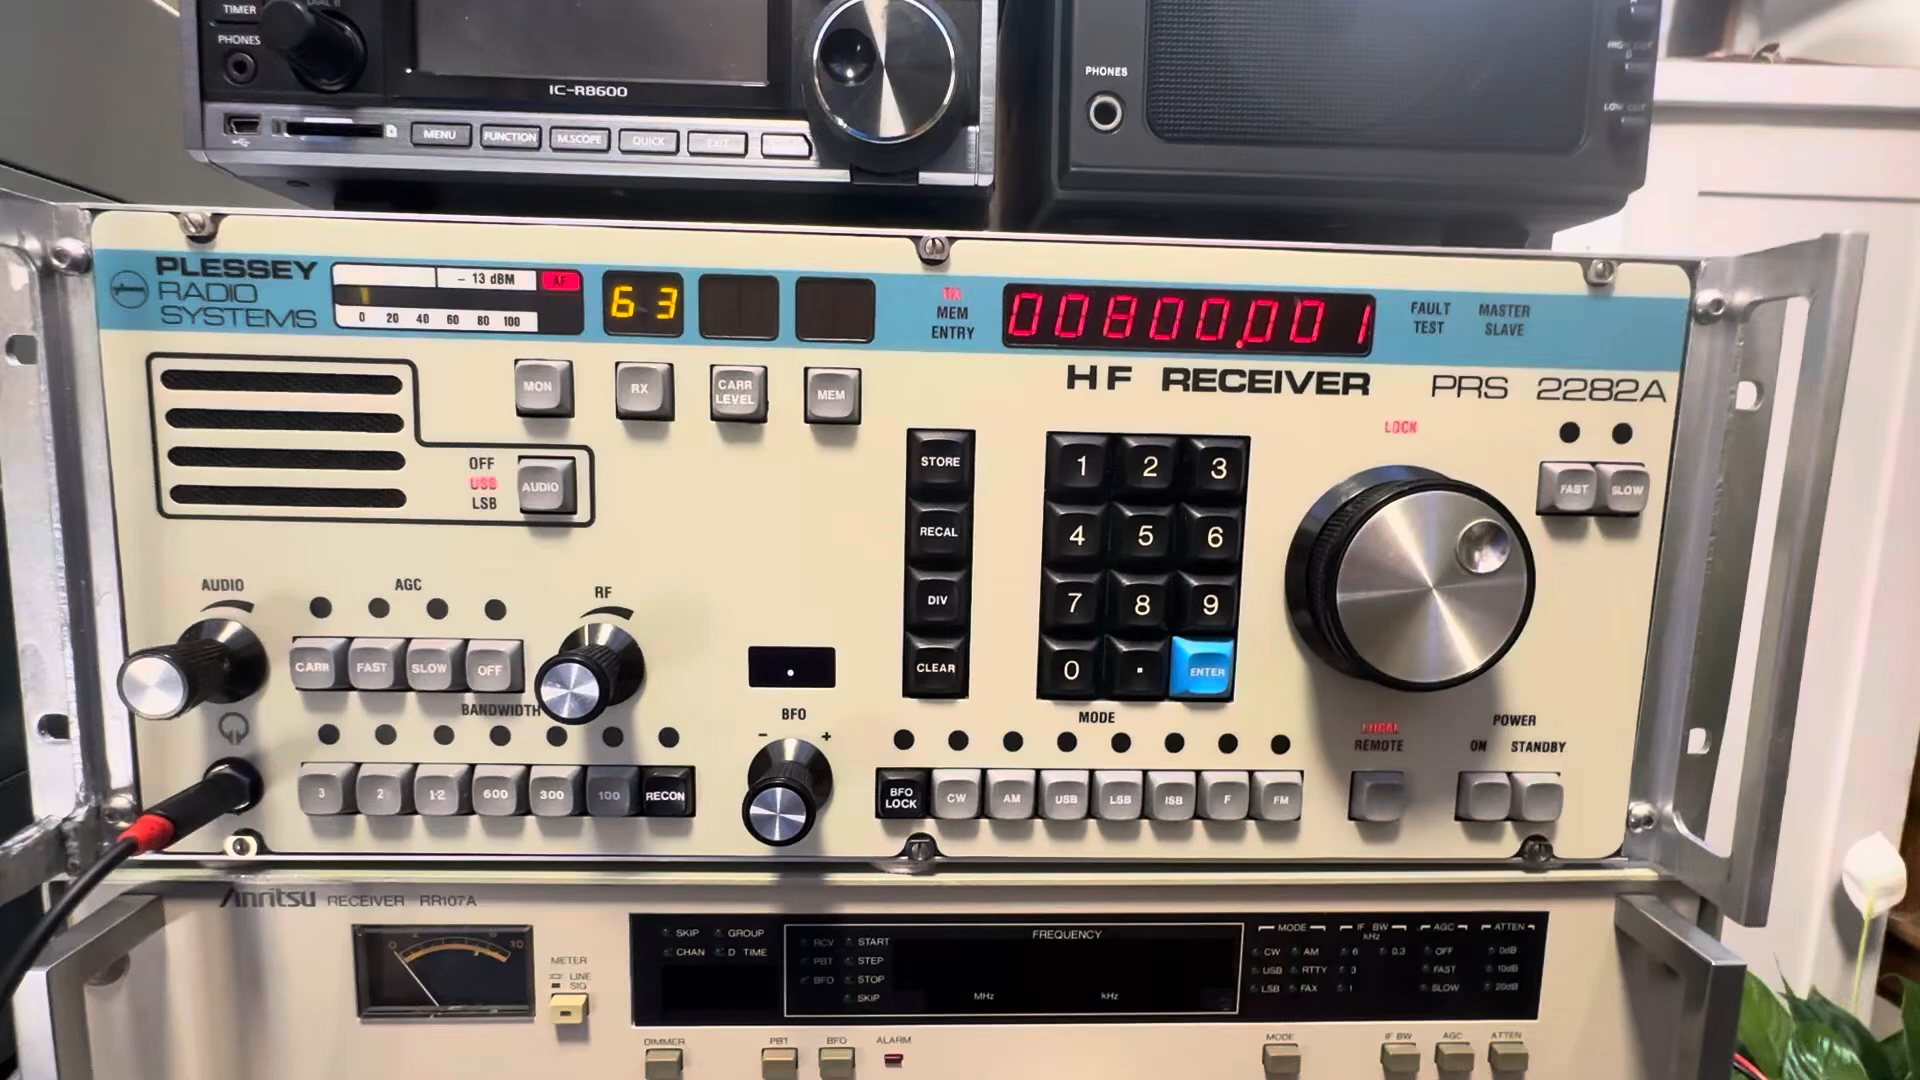 TIMER
PHONES
IC-R8600
MENU FUNCTION M.SCOPE QUICK EXIT
PHONES
PLESSEY
RADIO
SYSTEMS
- 13 dBM AF
0 20 40 60 80 100
63
TX
MEM
ENTRY
00800.001
FAULT
TEST
MASTER
SLAVE
HF RECEIVER PRS 2282A
MON RX CARR LEVEL MEM
LOCK
OFF
USB
LSB
AUDIO
STORE
RECAL
DIV
CLEAR
1 2 3
4 5 6
7 8 9
0 . ENTER
FAST SLOW
AUDIO AGC RF
CARR FAST SLOW OFF
BANDWIDTH
3 2 1·2 600 300 100 RECON
BFO
- +
MODE
BFO LOCK CW AM USB LSB ISB F FM
LOCAL
REMOTE
POWER
ON STANDBY
Anritsu RECEIVER RR107A
0 2 8 10
METER
LINE
SIG
SKIP GROUP
CHAN D TIME
RCV START
PBT STEP
BFO STOP
SKIP
FREQUENCY
MHz kHz
MODE IF BW AGC ATTEN
kHz
CW AM 6 0.3 OFF 0dB
USB RTTY 3 FAST 10dB
LSB FAX 1 SLOW 20dB
DIMMER PBT BFO ALARM MODE IF BW AGC ATTEN